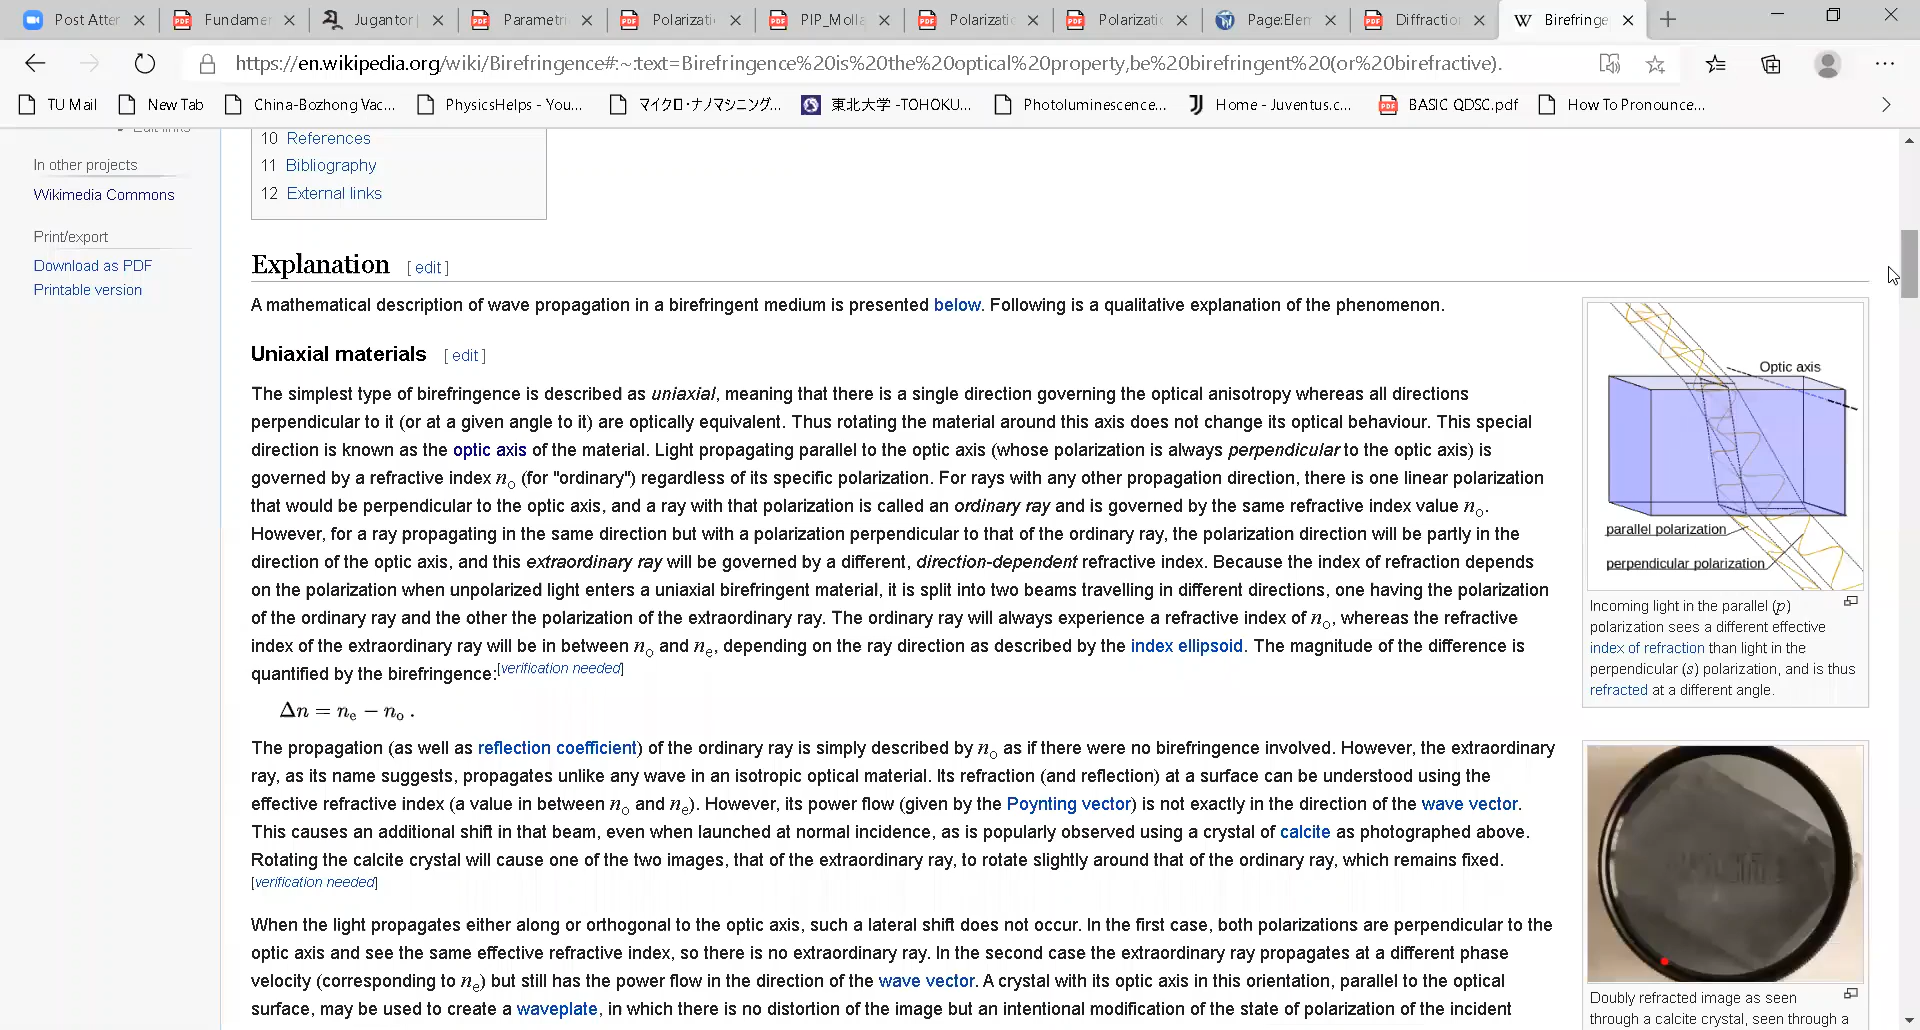 Post Atter
Fundamer
Jugantor
Parametri
Polarizatio
PIP_Molla
Polarizatio
Polarizatio
Page:Elem
Diffraction
Birefringe
https://en.wikipedia.org/wiki/Birefringence#:~:text=Birefringence%20is%20the%20optical%20property,be%20birefringent%20(or%20birefractive).
TU Mail
New Tab
China-Bozhong Vac...
PhysicsHelps - You...
マイクロ・ナノマシニング...
東北大学 -TOHOKU...
Photoluminescence...
Home - Juventus.c...
BASIC QDSC.pdf
How To Pronounce...
Edit links
In other projects
Wikimedia Commons
Print/export
Download as PDF
Printable version
10 References
11 Bibliography
12 External links
Explanation [ edit ]
A mathematical description of wave propagation in a birefringent medium is presented below. Following is a qualitative explanation of the phenomenon.
Uniaxial materials [ edit ]
The simplest type of birefringence is described as uniaxial, meaning that there is a single direction governing the optical anisotropy whereas all directions
perpendicular to it (or at a given angle to it) are optically equivalent. Thus rotating the material around this axis does not change its optical behaviour. This special
direction is known as the optic axis of the material. Light propagating parallel to the optic axis (whose polarization is always perpendicular to the optic axis) is
governed by a refractive index no (for "ordinary") regardless of its specific polarization. For rays with any other propagation direction, there is one linear polarization
that would be perpendicular to the optic axis, and a ray with that polarization is called an ordinary ray and is governed by the same refractive index value no.
However, for a ray propagating in the same direction but with a polarization perpendicular to that of the ordinary ray, the polarization direction will be partly in the
direction of the optic axis, and this extraordinary ray will be governed by a different, direction-dependent refractive index. Because the index of refraction depends
on the polarization when unpolarized light enters a uniaxial birefringent material, it is split into two beams travelling in different directions, one having the polarization
of the ordinary ray and the other the polarization of the extraordinary ray. The ordinary ray will always experience a refractive index of no, whereas the refractive
index of the extraordinary ray will be in between no and ne, depending on the ray direction as described by the index ellipsoid. The magnitude of the difference is
quantified by the birefringence:[verification needed]
Δn = ne − no .
The propagation (as well as reflection coefficient) of the ordinary ray is simply described by no as if there were no birefringence involved. However, the extraordinary
ray, as its name suggests, propagates unlike any wave in an isotropic optical material. Its refraction (and reflection) at a surface can be understood using the
effective refractive index (a value in between no and ne). However, its power flow (given by the Poynting vector) is not exactly in the direction of the wave vector.
This causes an additional shift in that beam, even when launched at normal incidence, as is popularly observed using a crystal of calcite as photographed above.
Rotating the calcite crystal will cause one of the two images, that of the extraordinary ray, to rotate slightly around that of the ordinary ray, which remains fixed.
[verification needed]
When the light propagates either along or orthogonal to the optic axis, such a lateral shift does not occur. In the first case, both polarizations are perpendicular to the
optic axis and see the same effective refractive index, so there is no extraordinary ray. In the second case the extraordinary ray propagates at a different phase
velocity (corresponding to ne) but still has the power flow in the direction of the wave vector. A crystal with its optic axis in this orientation, parallel to the optical
surface, may be used to create a waveplate, in which there is no distortion of the image but an intentional modification of the state of polarization of the incident
Optic axis
parallel polarization
perpendicular polarization
Incoming light in the parallel (p)
polarization sees a different effective
index of refraction than light in the
perpendicular (s) polarization, and is thus
refracted at a different angle.
Doubly refracted image as seen
through a calcite crystal, seen through a